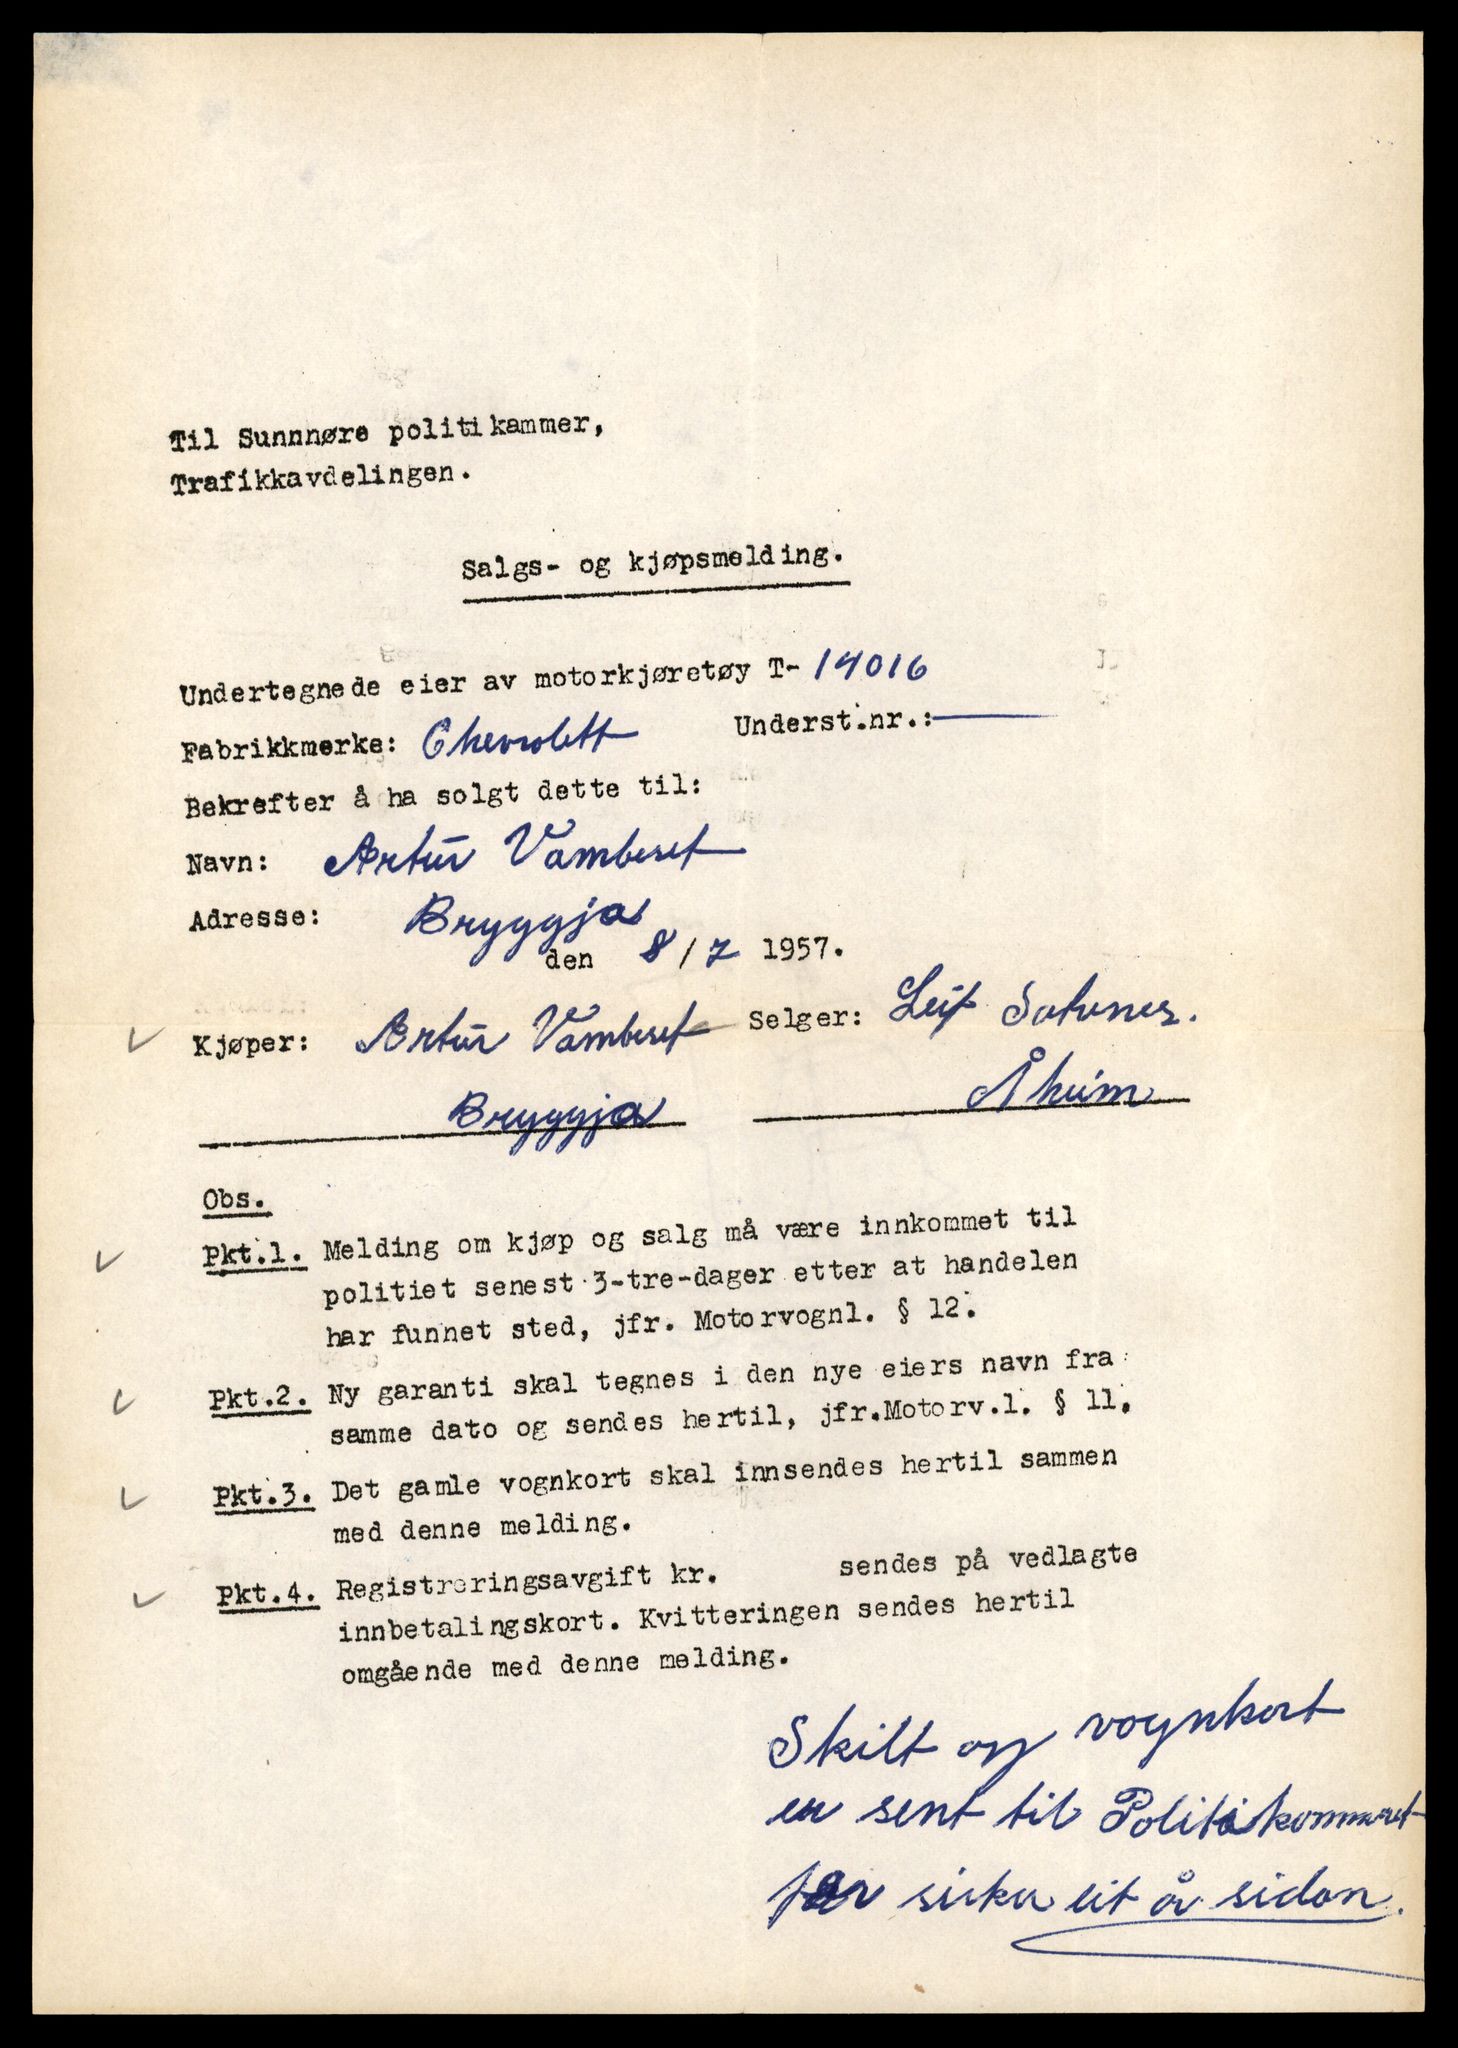 Til Sunnnøre politikammer,
Trafikkavdelingen.
Salgs- og kjøpsmelding.
Undertegnede eier av motorkjøretøy T- 14016
Fabrikkmerke: Chevrolett Underst.nr.:
Bekrefter å ha solgt dette til:
Navn: Artur Vamberset
Adresse: Bryggja
den 8/7 1957.
Kjøper: Artur Vamberset Selger: Leif
Bryggja Åheim
Obs.
Pkt.1. Melding om kjøp og salg må være innkommet til
politiet senest 3-tre-dager etter at handelen
har funnet sted, jfr. Motorvognl. § 12.
Pkt.2. Ny garanti skal tegnes i den nye eiers navn fra
samme dato og sendes hertil, jfr.Motorv.l. § 11.
Pkt.3. Det gamle vognkort skal innsendes hertil sammen
med denne melding.
Pkt.4. Registreringsavgift kr. sendes på vedlagte
innbetalingskort. Kvitteringen sendes hertil
omgående med denne melding.
Skilt og vognkort
er sent til Politikammeret
for sirka eit år sidan.